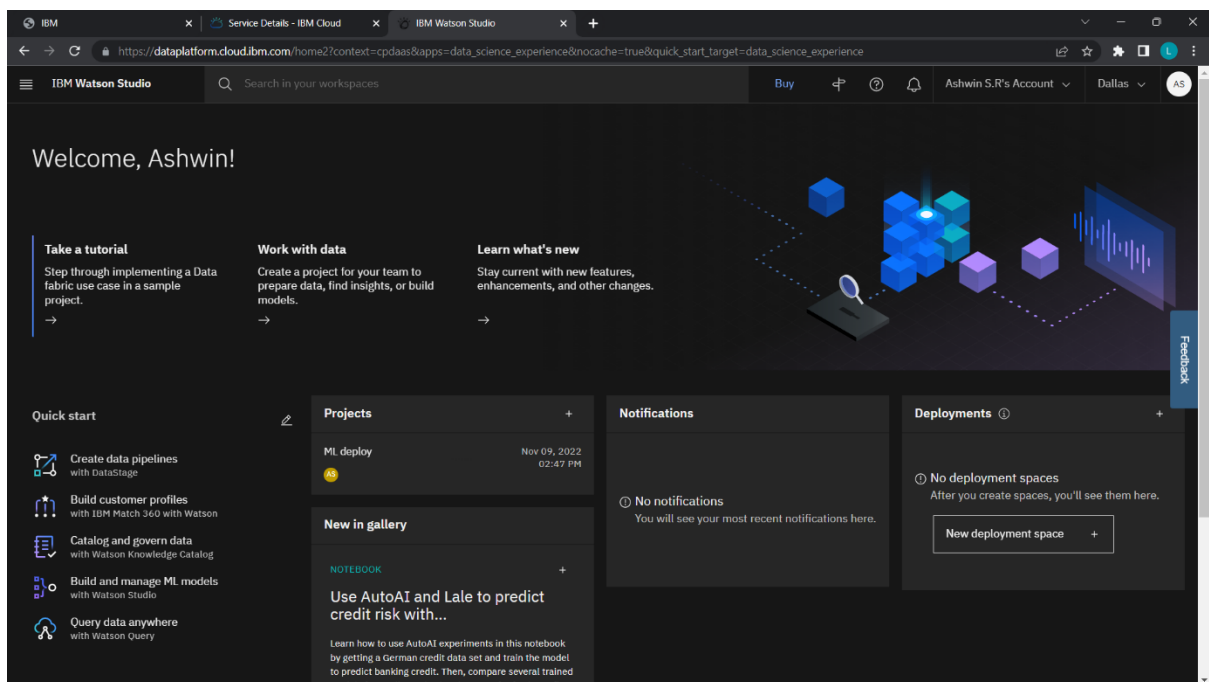 IBM
Service Details - IBM Cloud
IBM Watson Studio
https://dataplatform.cloud.ibm.com/home2?context=cpdaas&apps=data_science_experience&nocache=true&quick_start_target=data_science_experience
L
IBM Watson Studio
Search in your workspaces
Buy
Ashwin S.R's Account
Dallas
AS
Welcome, Ashwin!
Take a tutorial
Step through implementing a Data
fabric use case in a sample
project.
Work with data
Create a project for your team to
prepare data, find insights, or build
models.
Learn what's new
Stay current with new features,
enhancements, and other changes.
Feedback
Quick start
Create data pipelines
with DataStage
Build customer profiles
with IBM Match 360 with Watson
Catalog and govern data
with Watson Knowledge Catalog
Build and manage ML models
with Watson Studio
Query data anywhere
with Watson Query
Projects
ML deploy
Nov 09, 2022
02:47 PM
AS
New in gallery
NOTEBOOK
Use AutoAI and Lale to predict
credit risk with...
Learn how to use AutoAI experiments in this notebook
by getting a German credit data set and train the model
to predict banking credit. Then, compare several trained
Notifications
No notifications
You will see your most recent notifications here.
Deployments
No deployment spaces
After you create spaces, you'll see them here.
New deployment space +